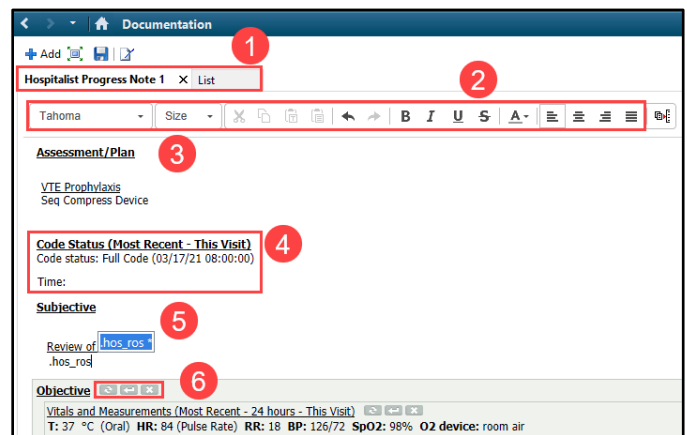 Documentation
Add
1
Hospitalist Progress Note 1 X List
2
Tahoma Size B I U S A
Assessment/Plan
3
VTE Prophylaxis
Seq Compress Device
Code Status (Most Recent - This Visit)
4
Code status: Full Code (03/17/21 08:00:00)
Time:
Subjective
5
Review of .hos_ros *
.hos_ros
6
Objective
Vitals and Measurements (Most Recent - 24 hours - This Visit)
T: 37 °C (Oral) HR: 84 (Pulse Rate) RR: 18 BP: 126/72 SpO2: 98% O2 device: room air